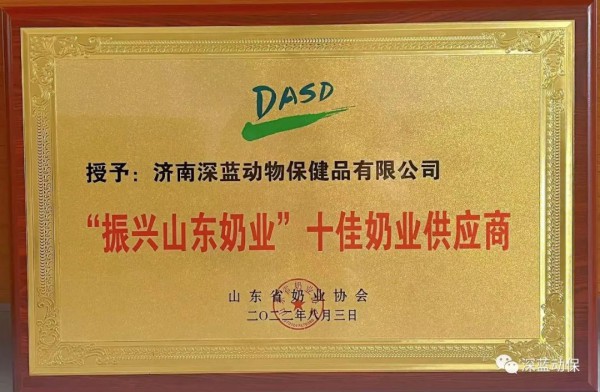 DASD
授予：济南深蓝动物保健品有限公司
“振兴山东奶业”十佳奶业供应商
山东省奶业协会
二〇二二年八月三日
深蓝动保